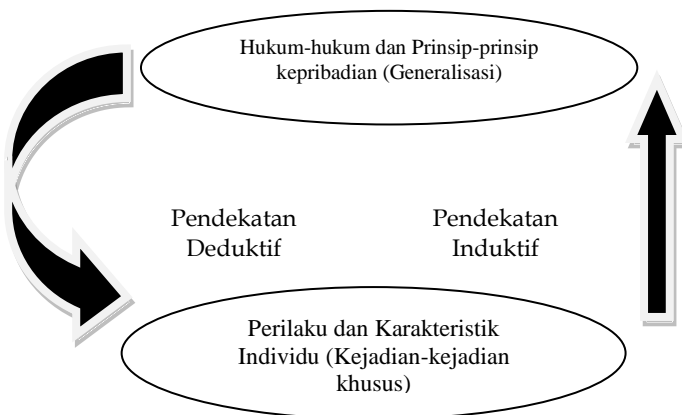 Hukum-hukum dan Prinsip-prinsip
kepribadian (Generalisasi)
Pendekatan
Deduktif
Pendekatan
Induktif
Perilaku dan Karakteristik
Individu (Kejadian-kejadian
khusus)